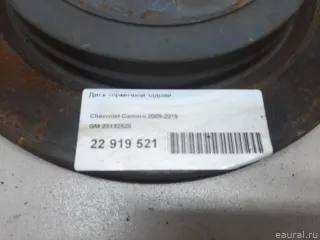 Диск тормозной задний
Chevrolet Camaro 2009-2015
GM 23132520
22 919 521
eaural.ru